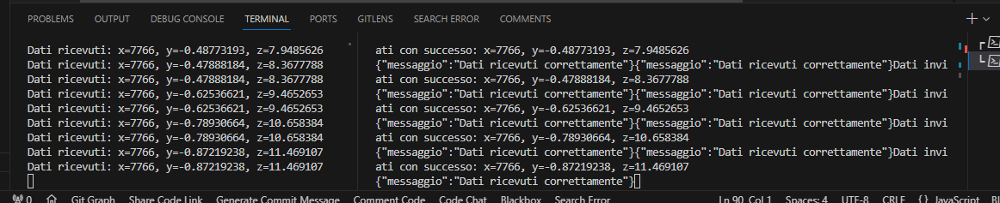 PROBLEMS OUTPUT DEBUG CONSOLE TERMINAL PORTS GITLENS SEARCH ERROR COMMENTS
Dati ricevuti: x=7766, y=-0.48773193, z=7.9485626
Dati ricevuti: x=7766, y=-0.47888184, z=8.3677788
Dati ricevuti: x=7766, y=-0.47888184, z=8.3677788
Dati ricevuti: x=7766, y=-0.62536621, z=9.4652653
Dati ricevuti: x=7766, y=-0.62536621, z=9.4652653
Dati ricevuti: x=7766, y=-0.78930664, z=10.658384
Dati ricevuti: x=7766, y=-0.78930664, z=10.658384
Dati ricevuti: x=7766, y=-0.87219238, z=11.469107
Dati ricevuti: x=7766, y=-0.87219238, z=11.469107
ati con successo: x=7766, y=-0.48773193, z=7.9485626
{"messaggio":"Dati ricevuti correttamente"}{"messaggio":"Dati ricevuti correttamente"}Dati invi
ati con successo: x=7766, y=-0.47888184, z=8.3677788
{"messaggio":"Dati ricevuti correttamente"}{"messaggio":"Dati ricevuti correttamente"}Dati invi
ati con successo: x=7766, y=-0.62536621, z=9.4652653
{"messaggio":"Dati ricevuti correttamente"}{"messaggio":"Dati ricevuti correttamente"}Dati invi
ati con successo: x=7766, y=-0.78930664, z=10.658384
{"messaggio":"Dati ricevuti correttamente"}{"messaggio":"Dati ricevuti correttamente"}Dati invi
ati con successo: x=7766, y=-0.87219238, z=11.469107
{"messaggio":"Dati ricevuti correttamente"}
0 Git Graph Share Code Link Generate Commit Message Comment Code Code Chat Blackbox Search Error Ln 90, Col 1 Spaces: 4 UTF-8 CRLF {} JavaScript